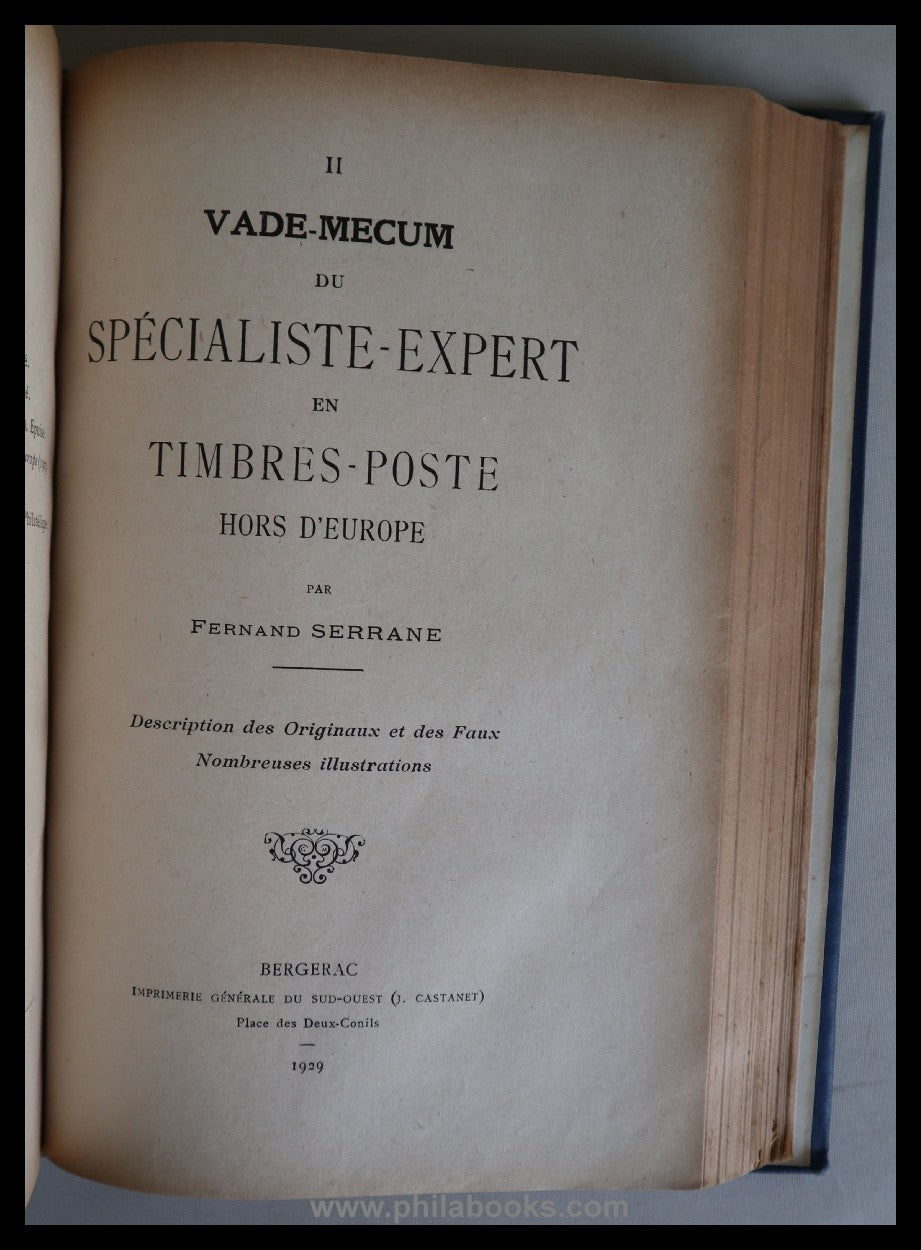 II
VADE-MECUM
DU
SPÉCIALISTE-EXPERT
EN
TIMBRES-POSTE
HORS D'EUROPE
PAR
FERNAND SERRANE
Description des Originaux et des Faux
Nombreuses illustrations
BERGERAC
IMPRIMERIE GÉNÉRALE DU SUD-OUEST (J. CASTANET)
Place des Deux-Conils
1929
Epuisé
www.philabooks.com